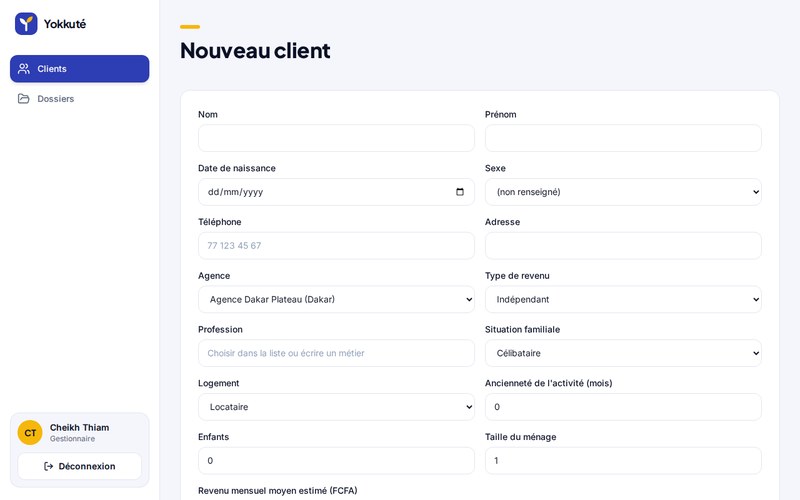 Yokkuté
Clients
Dossiers
Nouveau client
Nom
Prénom
Date de naissance
Sexe
dd/mm/yyyy
(non renseigné)
Téléphone
Adresse
77 123 45 67
Agence
Type de revenu
Agence Dakar Plateau (Dakar)
Indépendant
Profession
Situation familiale
Choisir dans la liste ou écrire un métier
Célibataire
Logement
Ancienneté de l'activité (mois)
Locataire
0
Enfants
Taille du ménage
0
1
Revenu mensuel moyen estimé (FCFA)
CT
Cheikh Thiam
Gestionnaire
Déconnexion